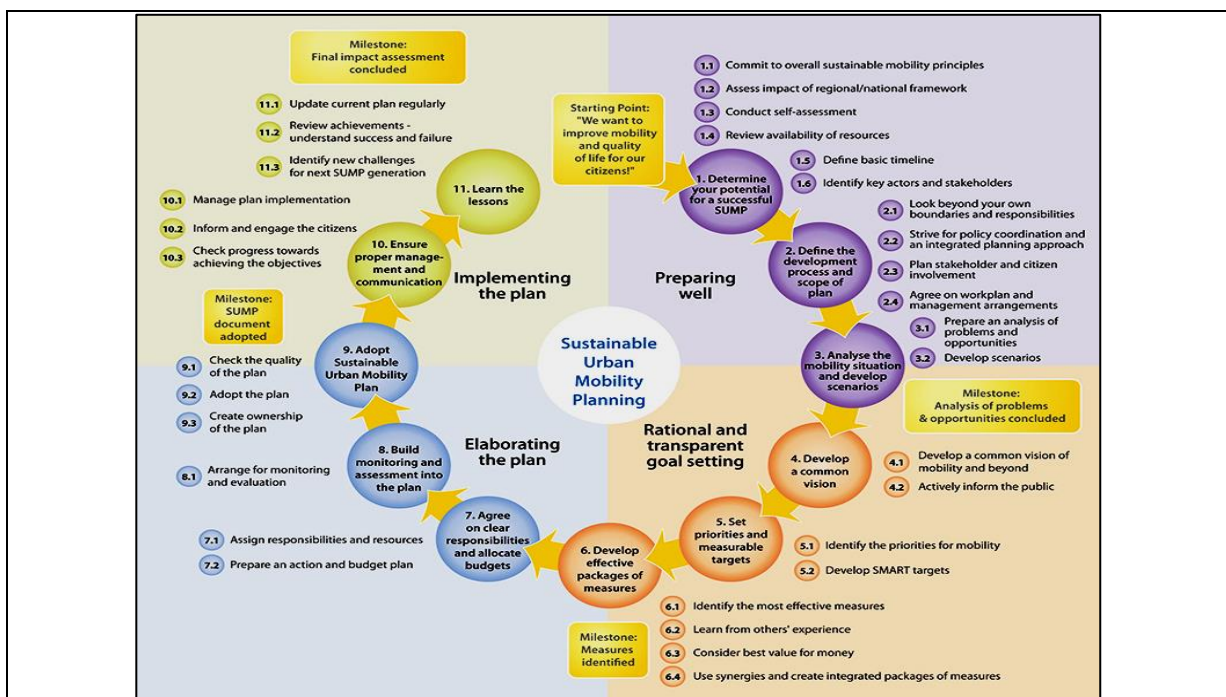 Sustainable
Urban
Mobility
Planning
Starting Point:
"We want to
improve mobility
and quality
of life for our
citizens!"
Preparing
well
1. Determine
your potential
for a successful
SUMP
1.1 Commit to overall sustainable mobility principles
1.2 Assess impact of regional/national framework
1.3 Conduct self-assessment
1.4 Review availability of resources
1.5 Define basic timeline
1.6 Identify key actors and stakeholders
2. Define the
development
process and
scope of
plan
2.1 Look beyond your own
boundaries and responsibilities
2.2 Strive for policy coordination and
an integrated planning approach
2.3 Plan stakeholder and citizen
involvement
2.4 Agree on workplan and
management arrangements
3. Analyse the
mobility situation
and develop
scenarios
3.1 Prepare an analysis of
problems and
opportunities
3.2 Develop scenarios
Milestone:
Analysis of problems
& opportunities concluded
Rational and
transparent
goal setting
4. Develop
a common
vision
4.1 Develop a common vision of
mobility and beyond
4.2 Actively inform the public
5. Set
priorities and
measurable
targets
5.1 Identify the priorities for mobility
5.2 Develop SMART targets
6. Develop
effective
packages of
measures
6.1 Identify the most effective measures
6.2 Learn from others' experience
6.3 Consider best value for money
6.4 Use synergies and create integrated packages of measures
Milestone:
Measures
identified
Elaborating
the plan
7. Agree
on clear
responsibilities
and allocate
budgets
7.1 Assign responsibilities and resources
7.2 Prepare an action and budget plan
8. Build
monitoring and
assessment into
the plan
8.1 Arrange for monitoring
and evaluation
9. Adopt
Sustainable
Urban Mobility
Plan
9.1 Check the quality
of the plan
9.2 Adopt the plan
9.3 Create ownership
of the plan
Milestone:
SUMP
document
adopted
Implementing
the plan
10. Ensure
proper manage-
ment and
communication
10.1 Manage plan implementation
10.2 Inform and engage the citizens
10.3 Check progress towards
achieving the objectives
11. Learn the
lessons
11.1 Update current plan regularly
11.2 Review achievements -
understand success and failure
11.3 Identify new challenges
for next SUMP generation
Milestone:
Final impact assessment
concluded